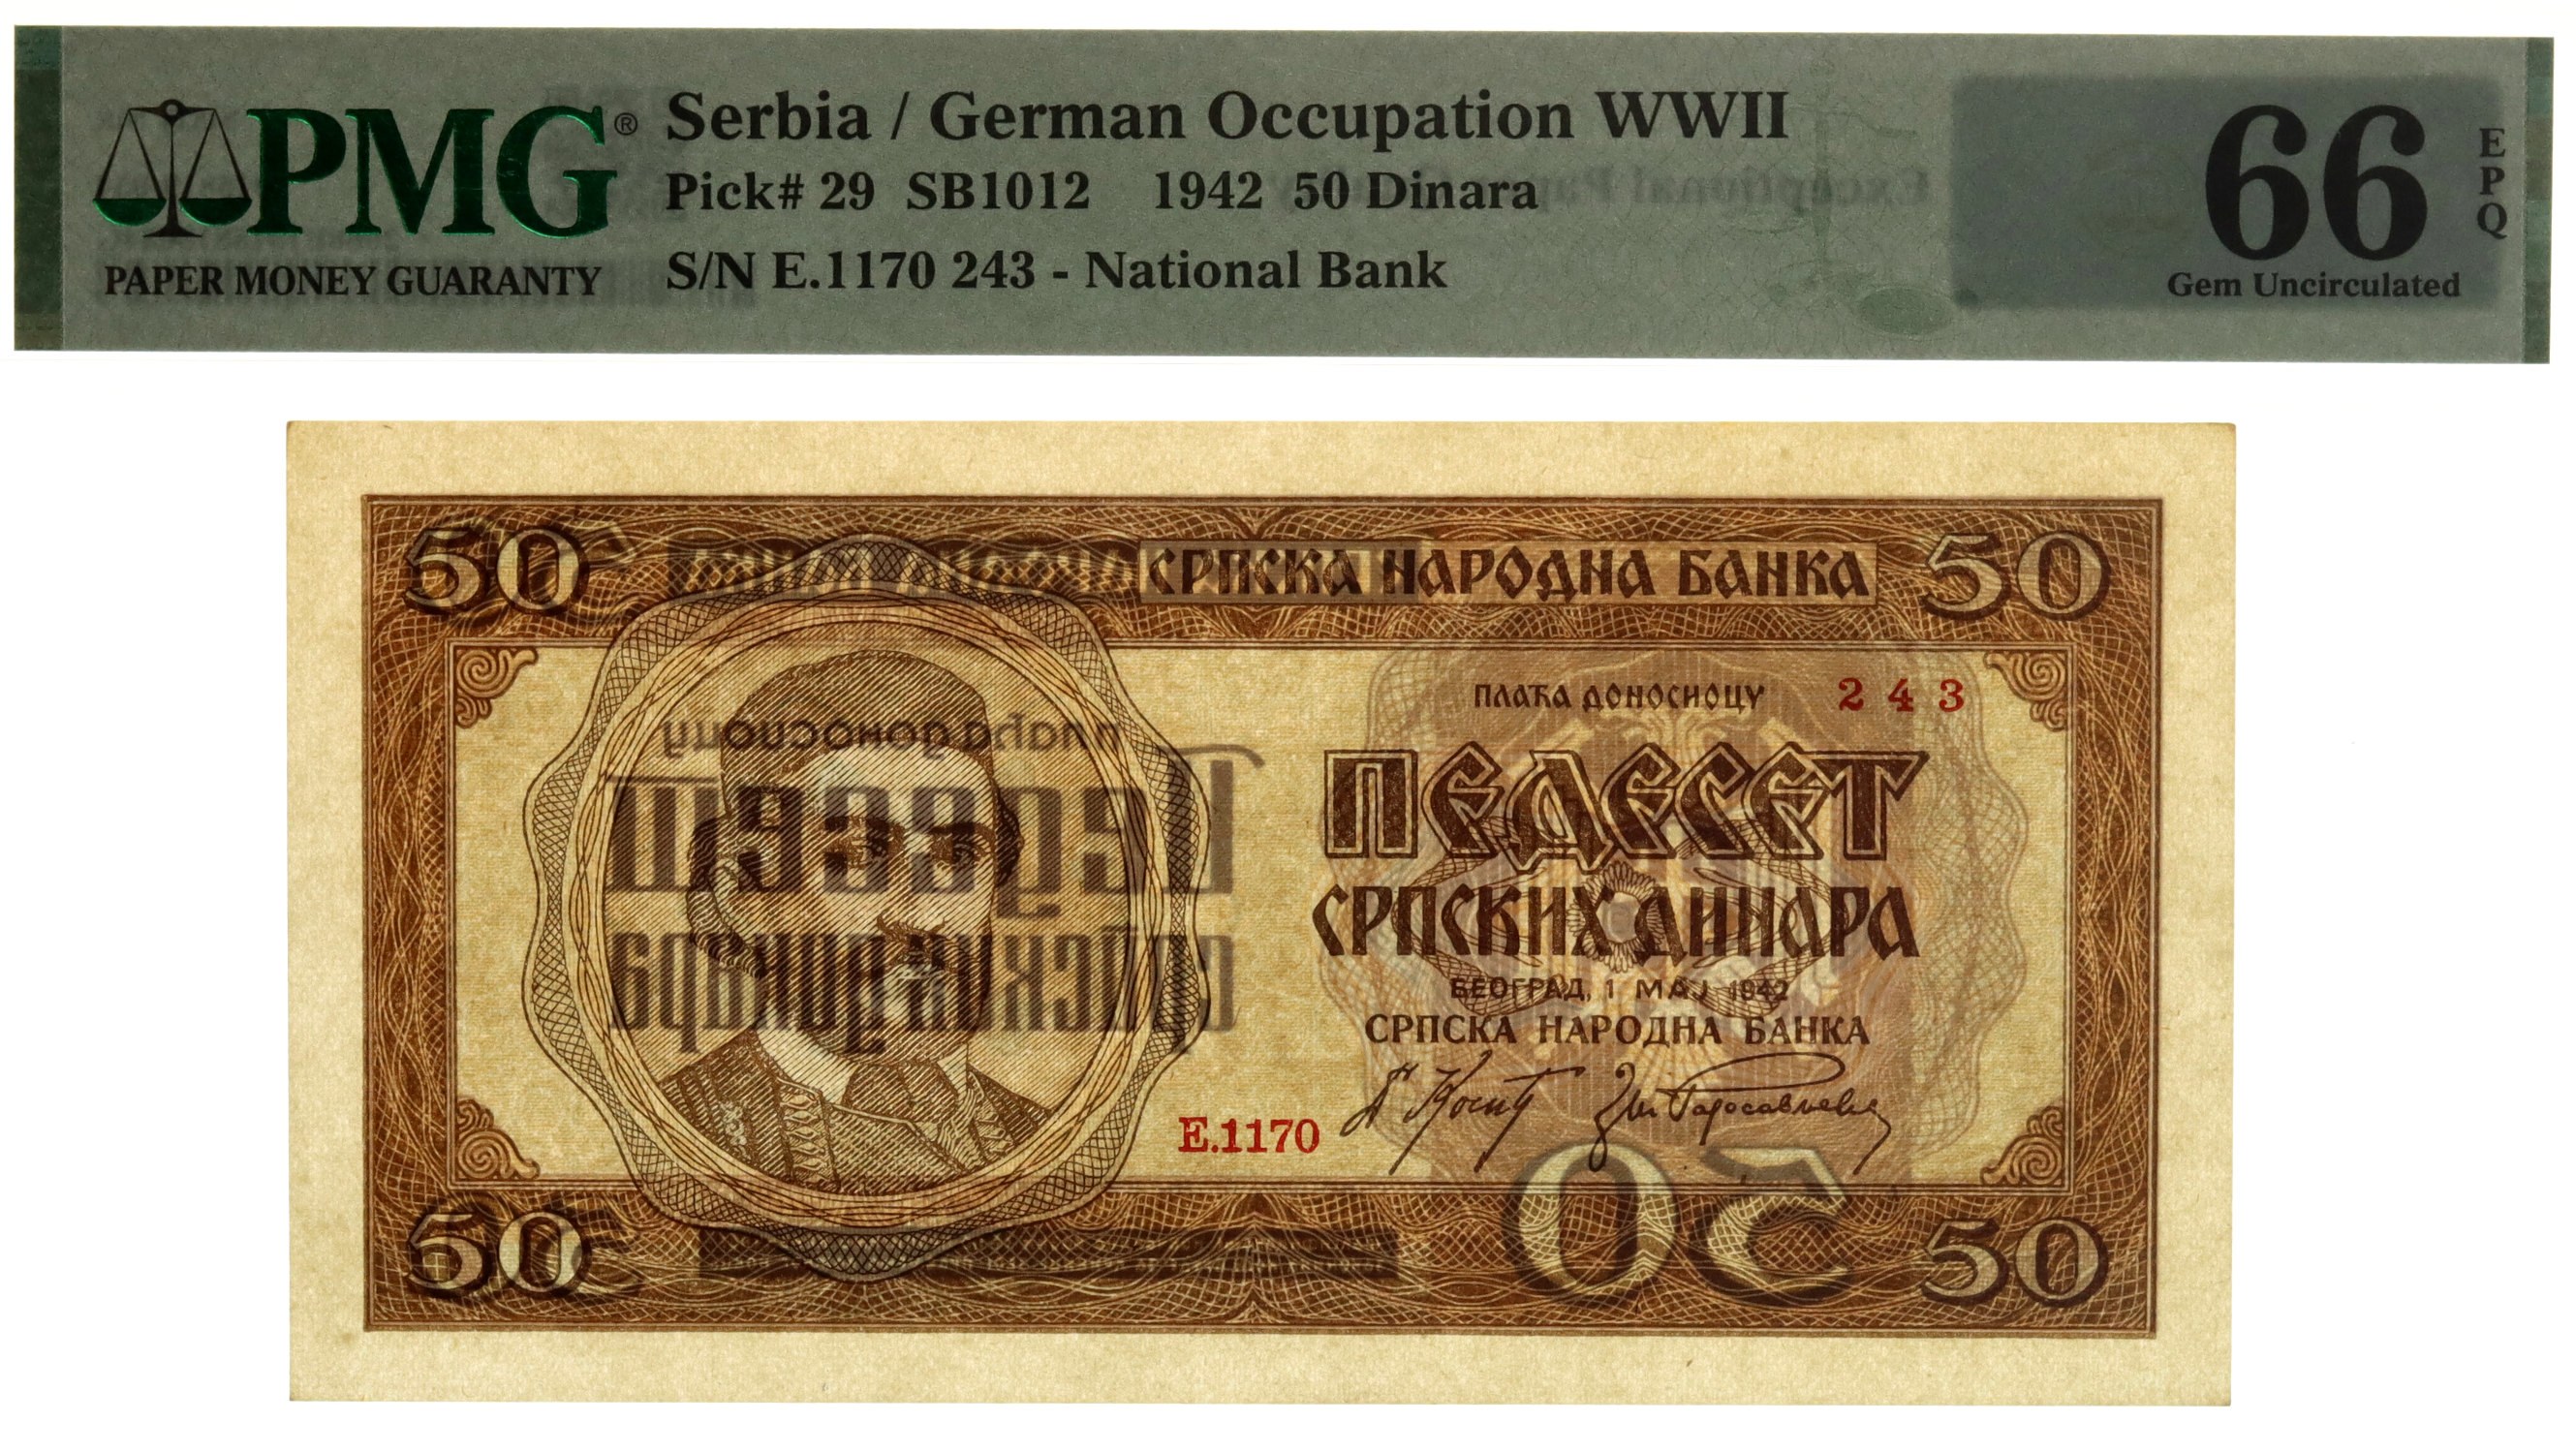 PMG®
PAPER MONEY GUARANTY
Serbia / German Occupation WWII
Pick# 29 SB1012 1942 50 Dinara
S/N E.1170 243 - National Bank
66
EPQ
Gem Uncirculated
50
СРПСКА НАРОДНА БАНКА
50
ПЛАЋА ДОНОСИОЦУ 243
ПЕДЕСЕТ
СРПСКИХ ДИНАРА
БЕОГРАД, 1 МАЈ 1942
СРПСКА НАРОДНА БАНКА
E.1170
50
50
50